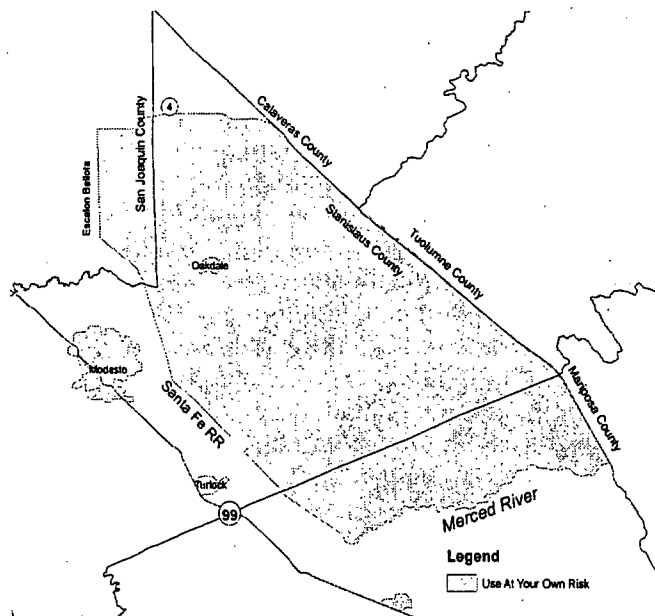 4
Calaveras County
San Joaquin County
Escalon Bellota
Stanislaus County
Tuolumne County
Oakdale
Modesto
Mariposa County
Santa Fe RR
Turlock
99
Merced River
Legend
Use At Your Own Risk